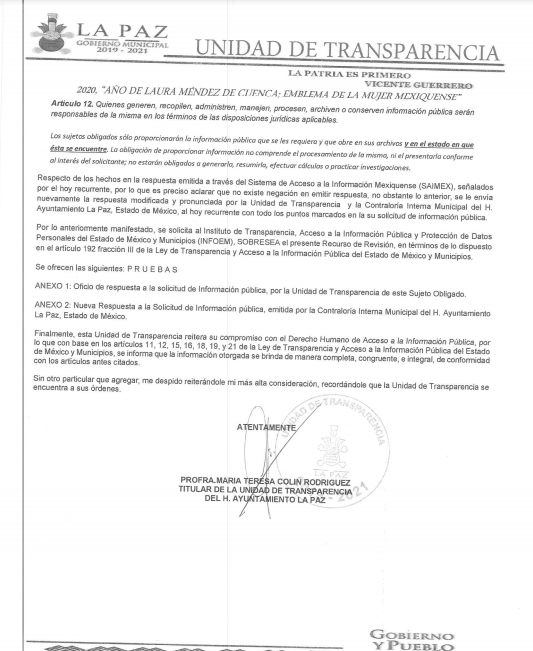 LA PAZ
GOBIERNO MUNICIPAL
2019 - 2021
UNIDAD DE TRANSPARENCIA
LA PATRIA ES PRIMERO
VICENTE GUERRERO
2020, "AÑO DE LAURA MÉNDEZ DE CUENCA; EMBLEMA DE LA MUJER MEXIQUENSE"
Artículo 12. Quienes generen, recopilen, administren, manejen, procesen, archiven o conserven información pública serán
responsables de la misma en los términos de las disposiciones jurídicas aplicables.
Los sujetos obligados sólo proporcionarán la información pública que se les requiera y que obre en sus archivos y en el estado en que
ésta se encuentre. La obligación de proporcionar información no comprende el procesamiento de la misma, ni el presentarla conforme
al interés del solicitante; no estarán obligados a generarla, resumirla, efectuar cálculos o practicar investigaciones.
Respecto de los hechos en la respuesta emitida a través del Sistema de Acceso a la Información Mexiquense (SAIMEX), señalados
por el hoy recurrente, por lo que es preciso aclarar que no existe negación en emitir respuesta, no obstante lo anterior, se le envía
nuevamente la respuesta modificada y pronunciada por la Unidad de Transparencia y la Contraloría Interna Municipal del H.
Ayuntamiento La Paz, Estado de México, al hoy recurrente con todo los puntos marcados en la su solicitud de información pública.
Por lo anteriormente manifestado, se solicita al Instituto de Transparencia, Acceso a la Información Pública y Protección de Datos
Personales del Estado de México y Municipios (INFOEM), SOBRESEA el presente Recurso de Revisión, en términos de lo dispuesto
en el artículo 192 fracción III de la Ley de Transparencia y Acceso a la Información Pública del Estado de México y Municipios.
Se ofrecen las siguientes: P R U E B A S
ANEXO 1: Oficio de respuesta a la solicitud de Información pública, por la Unidad de Transparencia de este Sujeto Obligado.
ANEXO 2: Nueva Respuesta a la Solicitud de Información pública, emitida por la Contraloría Interna Municipal del H. Ayuntamiento
La Paz, Estado de México.
Finalmente, esta Unidad de Transparencia reitera su compromiso con el Derecho Humano de Acceso a la Información Pública, por
lo que con base en los artículos 11, 12, 15, 16, 18, 19, y 21 de la Ley de Transparencia y Acceso a la Información Pública del Estado
de México y Municipios, se informa que la información otorgada se brinda de manera completa, congruente, e integral, de conformidad
con los artículos antes citados.
Sin otro particular que agregar, me despido reiterándole mi más alta consideración, recordándole que la Unidad de Transparencia se
encuentra a sus órdenes.
UNIDAD DE TRANSPARENCIA
ATENTAMENTE
LA PAZ
PROFRA.MARIA TERESA COLIN RODRIGUEZ
TITULAR DE LA UNIDAD DE TRANSPARENCIA
DEL H. AYUNTAMIENTO LA PAZ
- 2021
GOBIERNO
Y PUEBLO